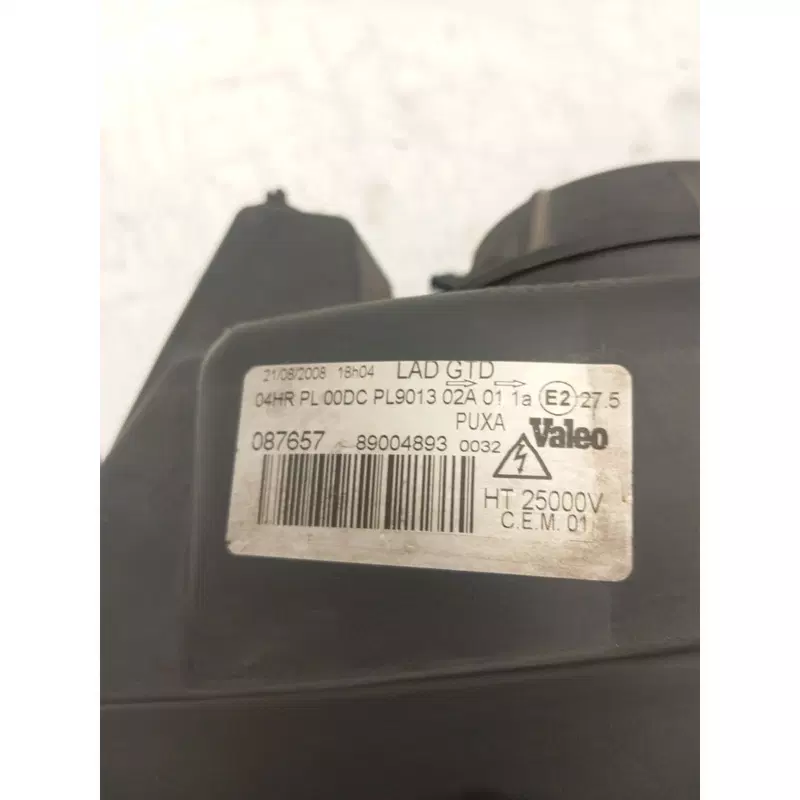 21/08/2008 18h04 LAD GTD
04HR PL 00DC PL9013 02A 01 1a E2 27.5
PUXA
087657 89004893 0032 Valeo
HT 25000V
C.E.M. 01